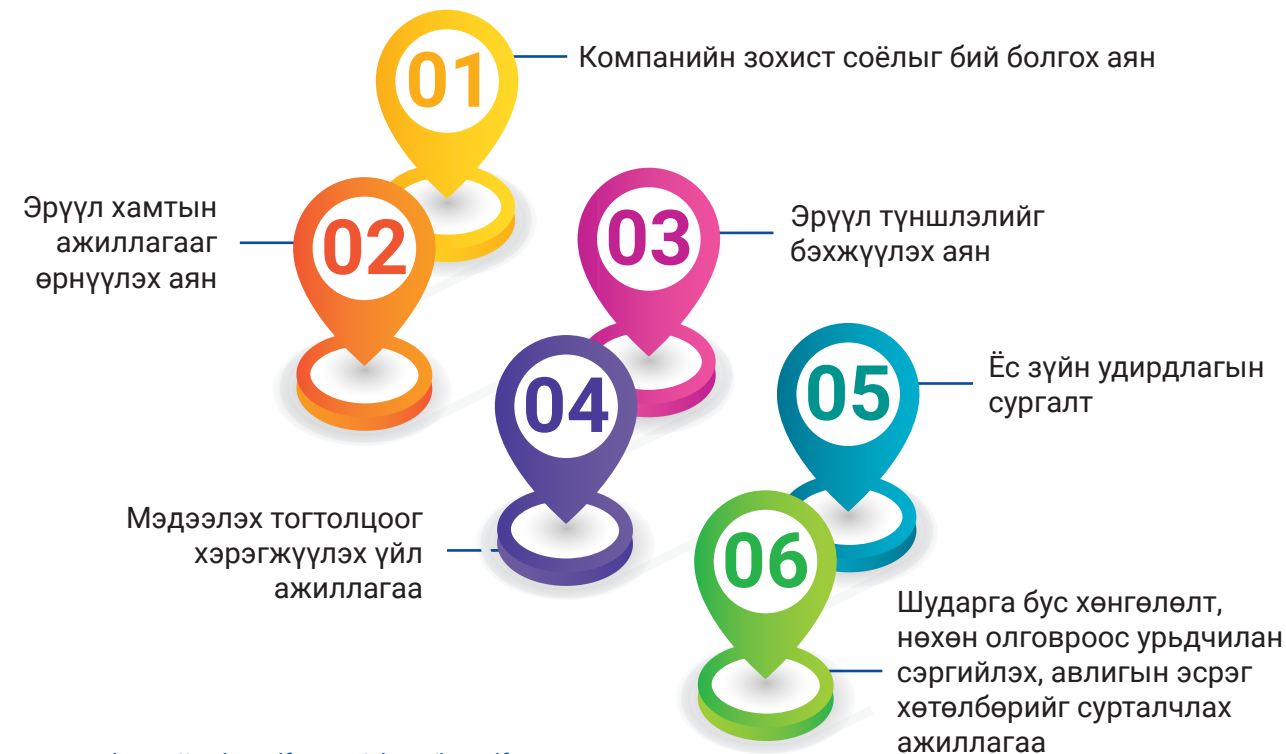 01
Компанийн зохист соёлыг бий болгох аян
02
Эрүүл хамтын
ажиллагааг
өрнүүлэх аян
03
Эрүүл түншлэлийг
бэхжүүлэх аян
04
Мэдээлэх тогтолцоог
хэрэгжүүлэх үйл
ажиллагаа
05
Ёс зүйн удирдлагын
сургалт
06
Шударга бус хөнгөлөлт,
нөхөн олговроос урьдчилан
сэргийлэх, авлигын эсрэг
хөтөлбөрийг сурталчлах
ажиллагаа